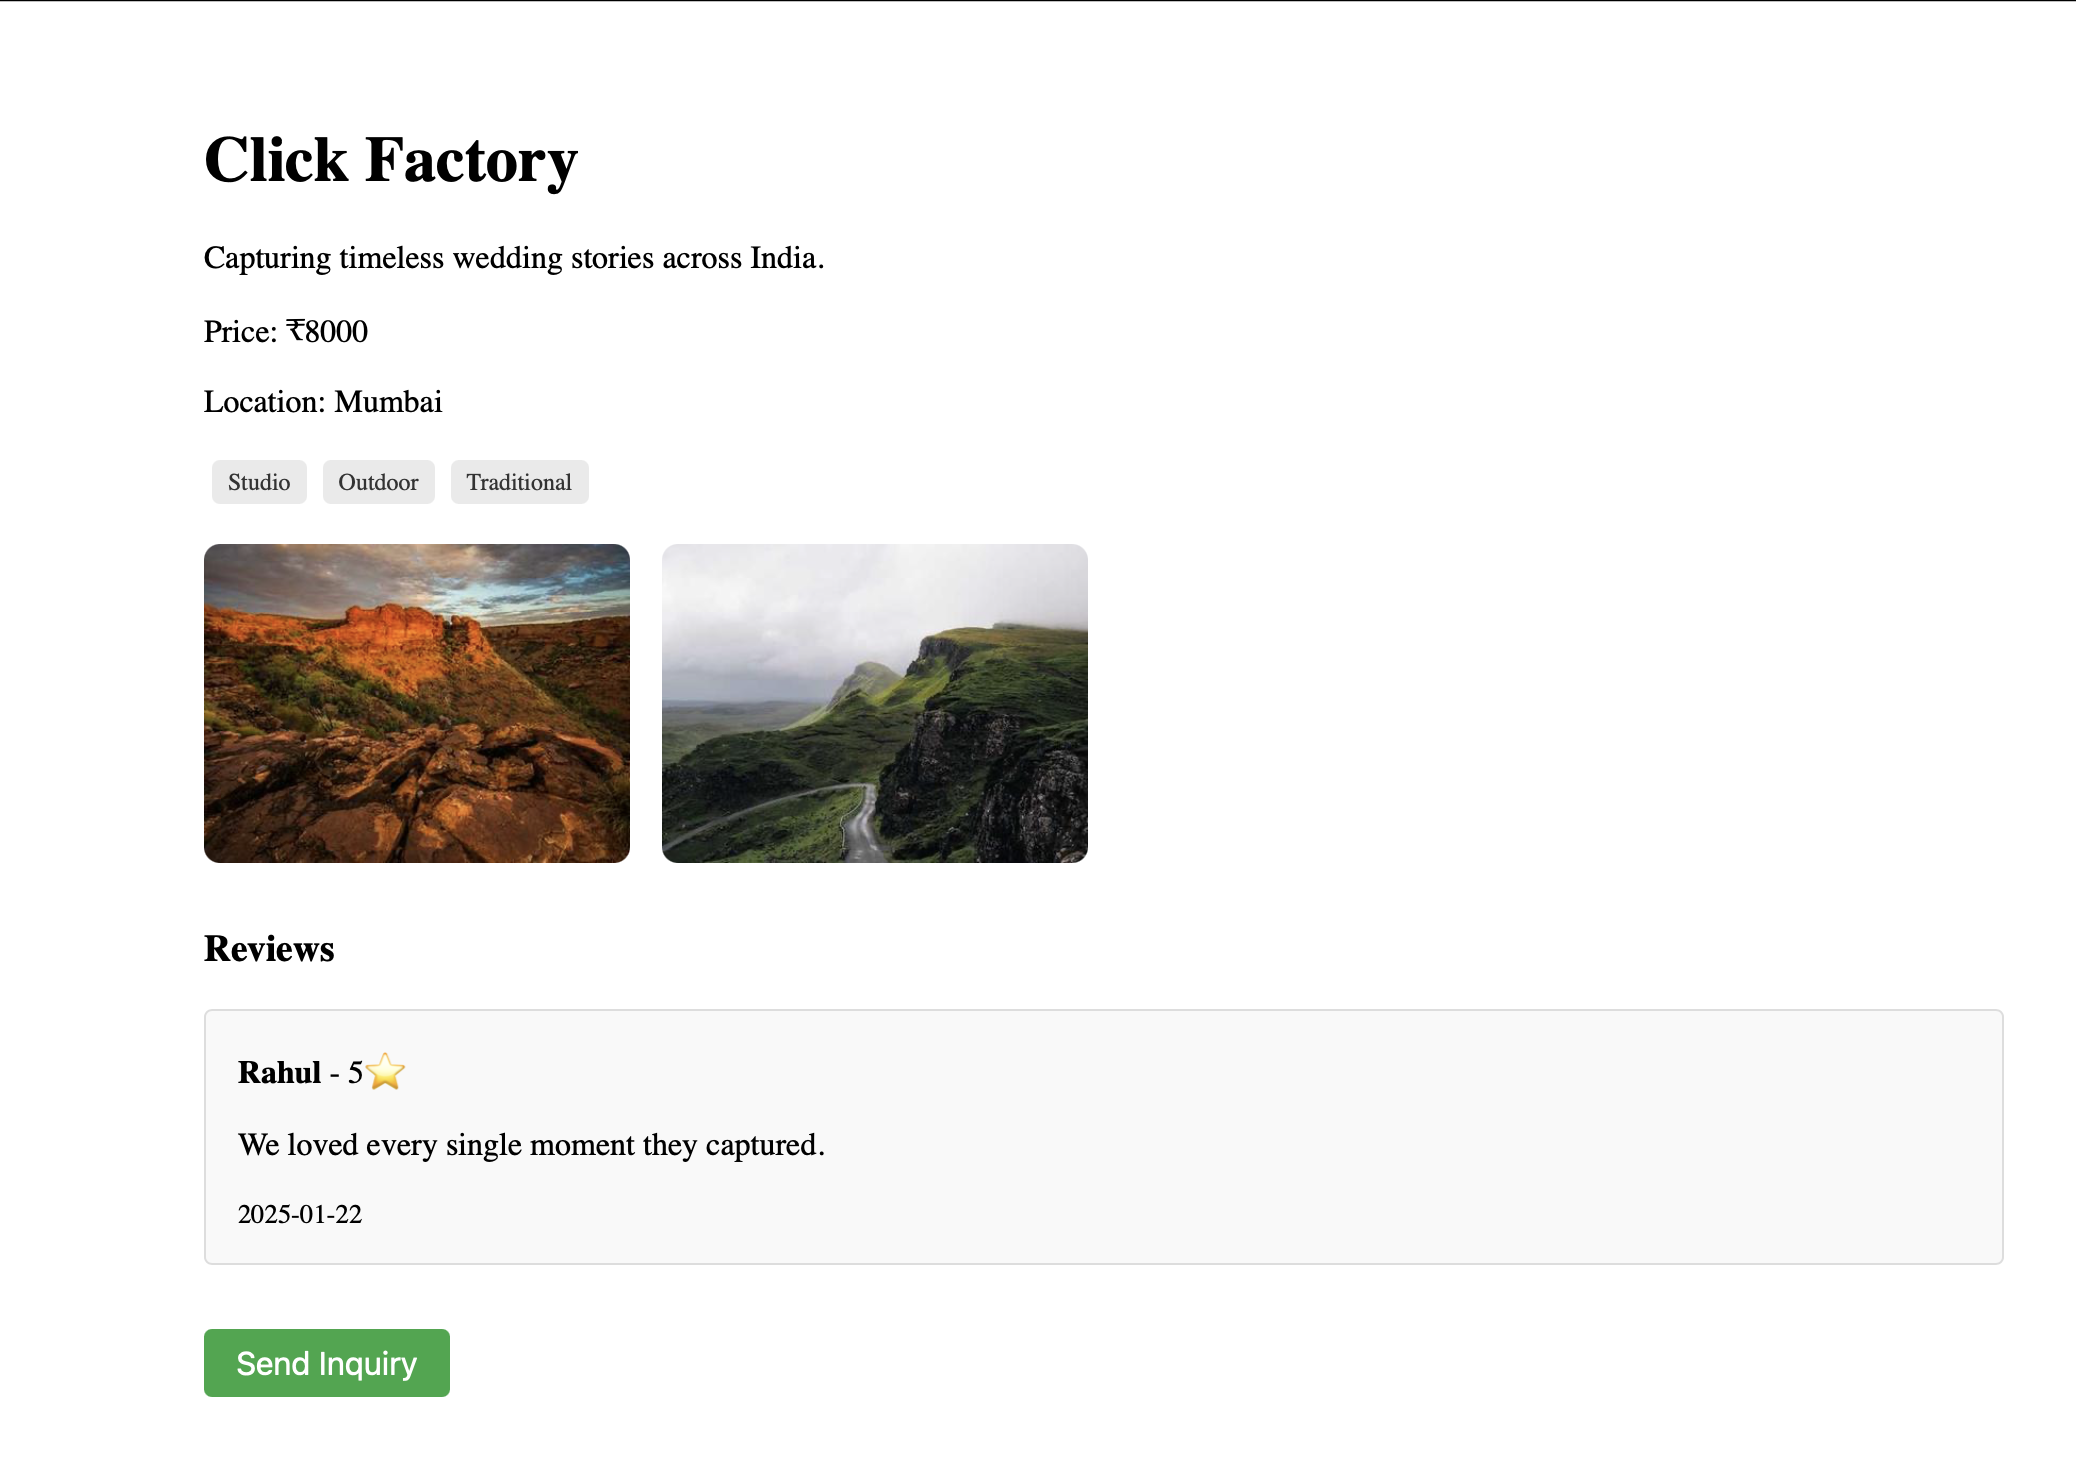 Click Factory
Capturing timeless wedding stories across India.
Price: ₹8000
Location: Mumbai
Studio Outdoor Traditional
Reviews
Rahul - 5⭐
We loved every single moment they captured.
2025-01-22
Send Inquiry